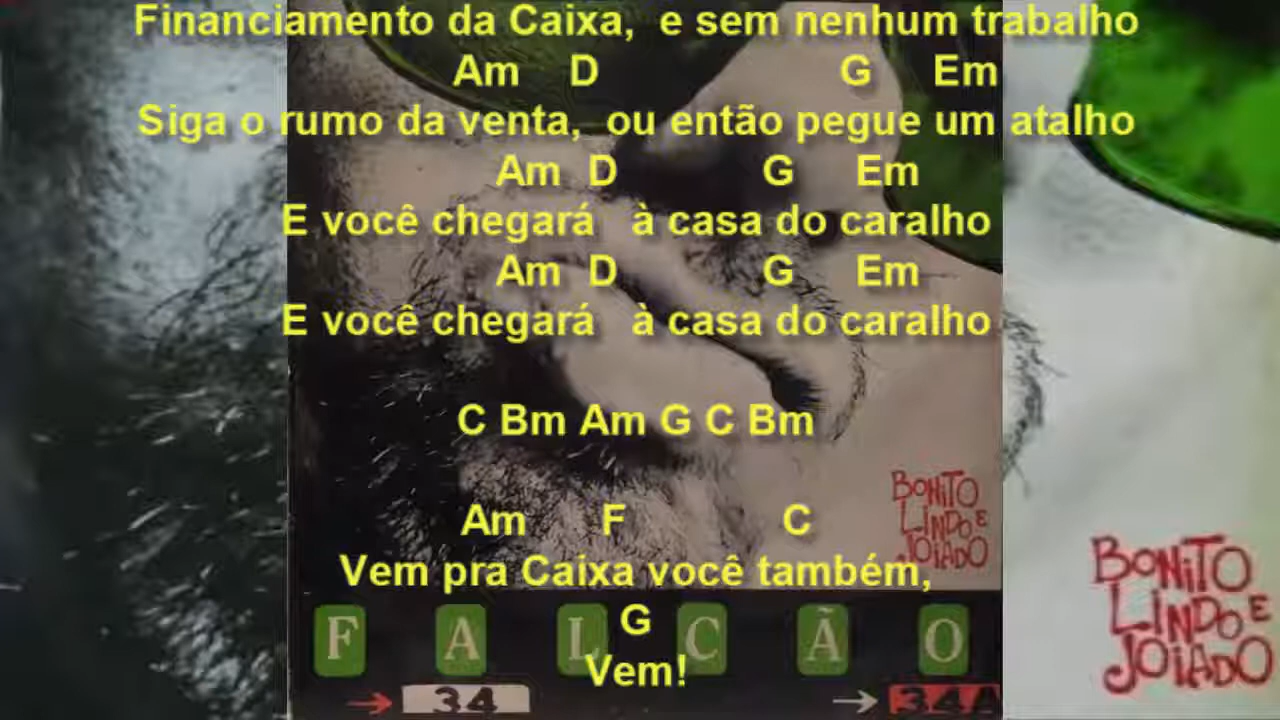 Financiamento da Caixa, e sem nenhum trabalho
Am D G Em
Siga o rumo da venta, ou então pegue um atalho
Am D G Em
E você chegará à casa do caralho
Am D G Em
E você chegará à casa do caralho
C Bm Am G C Bm
Am F C
Vem pra Caixa você também,
G
Vem!
BONITO
LINDO E
JOIADO
FALCÃO
34 34A
BONITO
LINDO E
JOIADO